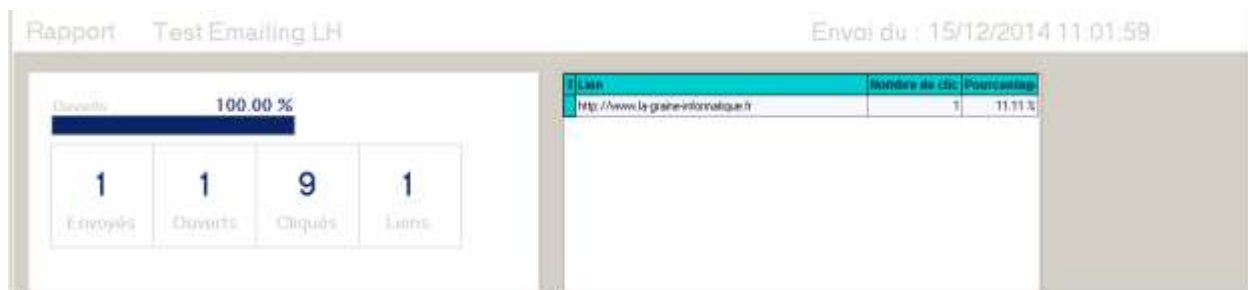 Rapport Test Emailing LH
Envoi du : 15/12/2014 11:01:59
Ouverts 100.00 %
1 1 9 1
Envoyés Ouverts Cliqués Liens
Lien Nombre de clic Pourcentag
http://www.la-graine-informatique.fr 1 11.11 %